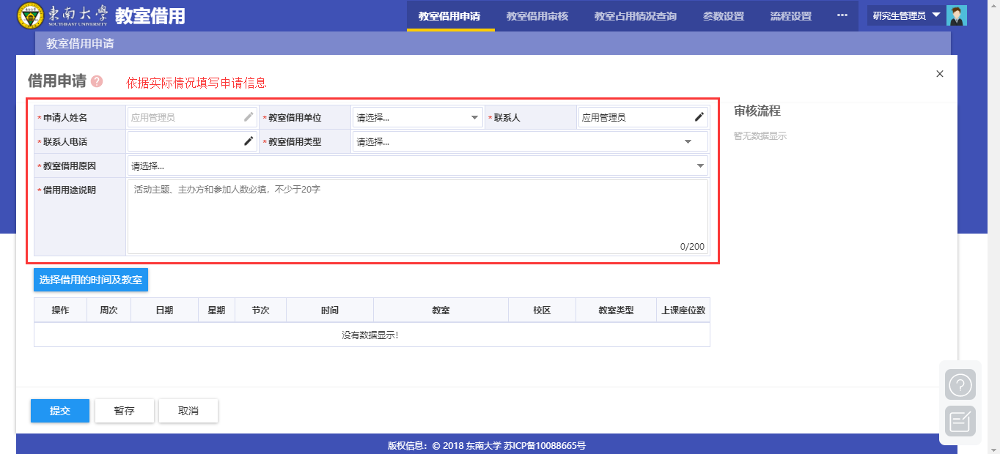 東南大學 教室借用 教室借用申请 教室借用审核 教室占用情况查询 参数设置 流程设置 ··· 研究生管理员
SOUTHEAST UNIVERSITY
教室借用申请
借用申请 ? 依据实际情况填写申请信息 ×
* 申请人姓名 应用管理员 * 教室借用单位 请选择... * 联系人 应用管理员 审核流程
* 联系人电话 * 教室借用类型 请选择... 暂无数据显示
* 教室借用原因 请选择...
* 借用用途说明 活动主题、主办方和参加人数必填，不少于20字
0/200
选择借用的时间及教室
操作 周次 日期 星期 节次 时间 教室 校区 教室类型 上课座位数
没有数据显示!
提交 暂存 取消
版权信息：© 2018 东南大学 苏ICP备10088665号